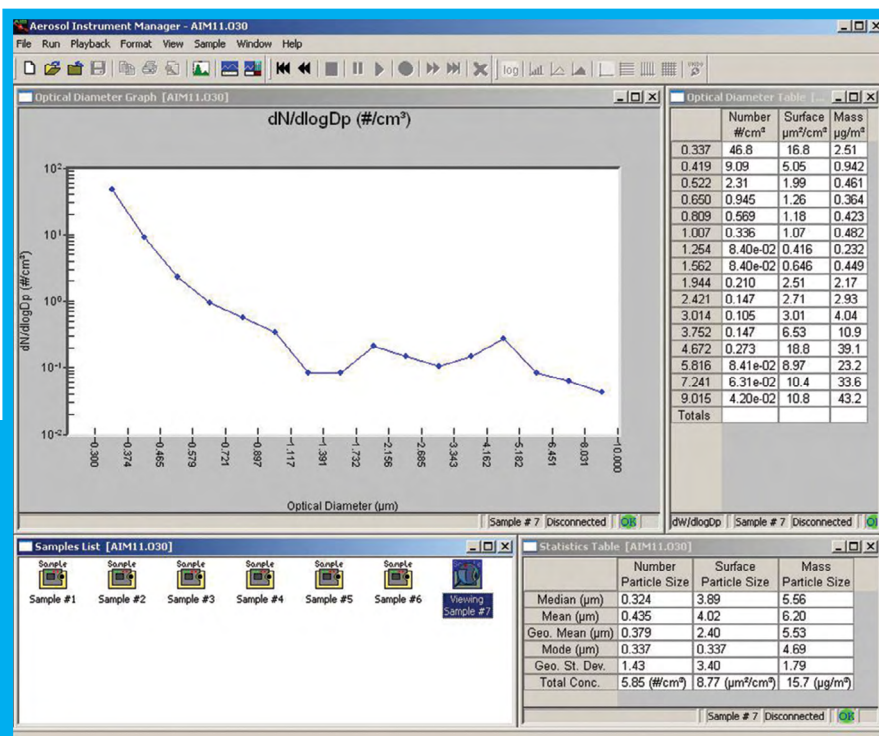 Aerosol Instrument Manager - AIM11.030
File Run Playback Format View Sample Window Help
log
Optical Diameter Graph [AIM11.030]
dN/dlogDp (#/cm³)
dN/dlogDp (#/cm³)
10²
10¹
10⁰
10⁻¹
10⁻²
0.300 0.374 0.465 0.579 0.721 0.897 1.117 1.391 1.732 2.156 2.685 3.343 4.162 5.182 6.451 8.031 10.000
Optical Diameter (µm)
Sample # 7 Disconnected OK
Optical Diameter Table [...
Number Surface Mass
#/cm³ µm²/cm³ µg/m³
0.337 46.8 16.8 2.51
0.419 9.09 5.05 0.942
0.522 2.31 1.99 0.461
0.650 0.945 1.26 0.364
0.809 0.569 1.18 0.423
1.007 0.336 1.07 0.482
1.254 8.40e-02 0.416 0.232
1.562 8.40e-02 0.646 0.449
1.944 0.210 2.51 2.17
2.421 0.147 2.71 2.93
3.014 0.105 3.01 4.04
3.752 0.147 6.53 10.9
4.672 0.273 18.8 39.1
5.816 8.41e-02 8.97 23.2
7.241 6.31e-02 10.4 33.6
9.015 4.20e-02 10.8 43.2
Totals
dW/dlogDp Sample # 7 Disconnected
Samples List [AIM11.030]
Sample Sample Sample Sample Sample Sample
Sample #1 Sample #2 Sample #3 Sample #4 Sample #5 Sample #6 Viewing
Sample #7
Statistics Table [AIM11.030]
Number Surface Mass
Particle Size Particle Size Particle Size
Median (µm) 0.324 3.89 5.56
Mean (µm) 0.435 4.02 6.20
Geo. Mean (µm) 0.379 2.40 5.53
Mode (µm) 0.337 0.337 4.69
Geo. St. Dev. 1.43 3.40 1.79
Total Conc. 5.85 (#/cm³) 8.77 (µm²/cm³) 15.7 (µg/m³)
Sample # 7 Disconnected OK